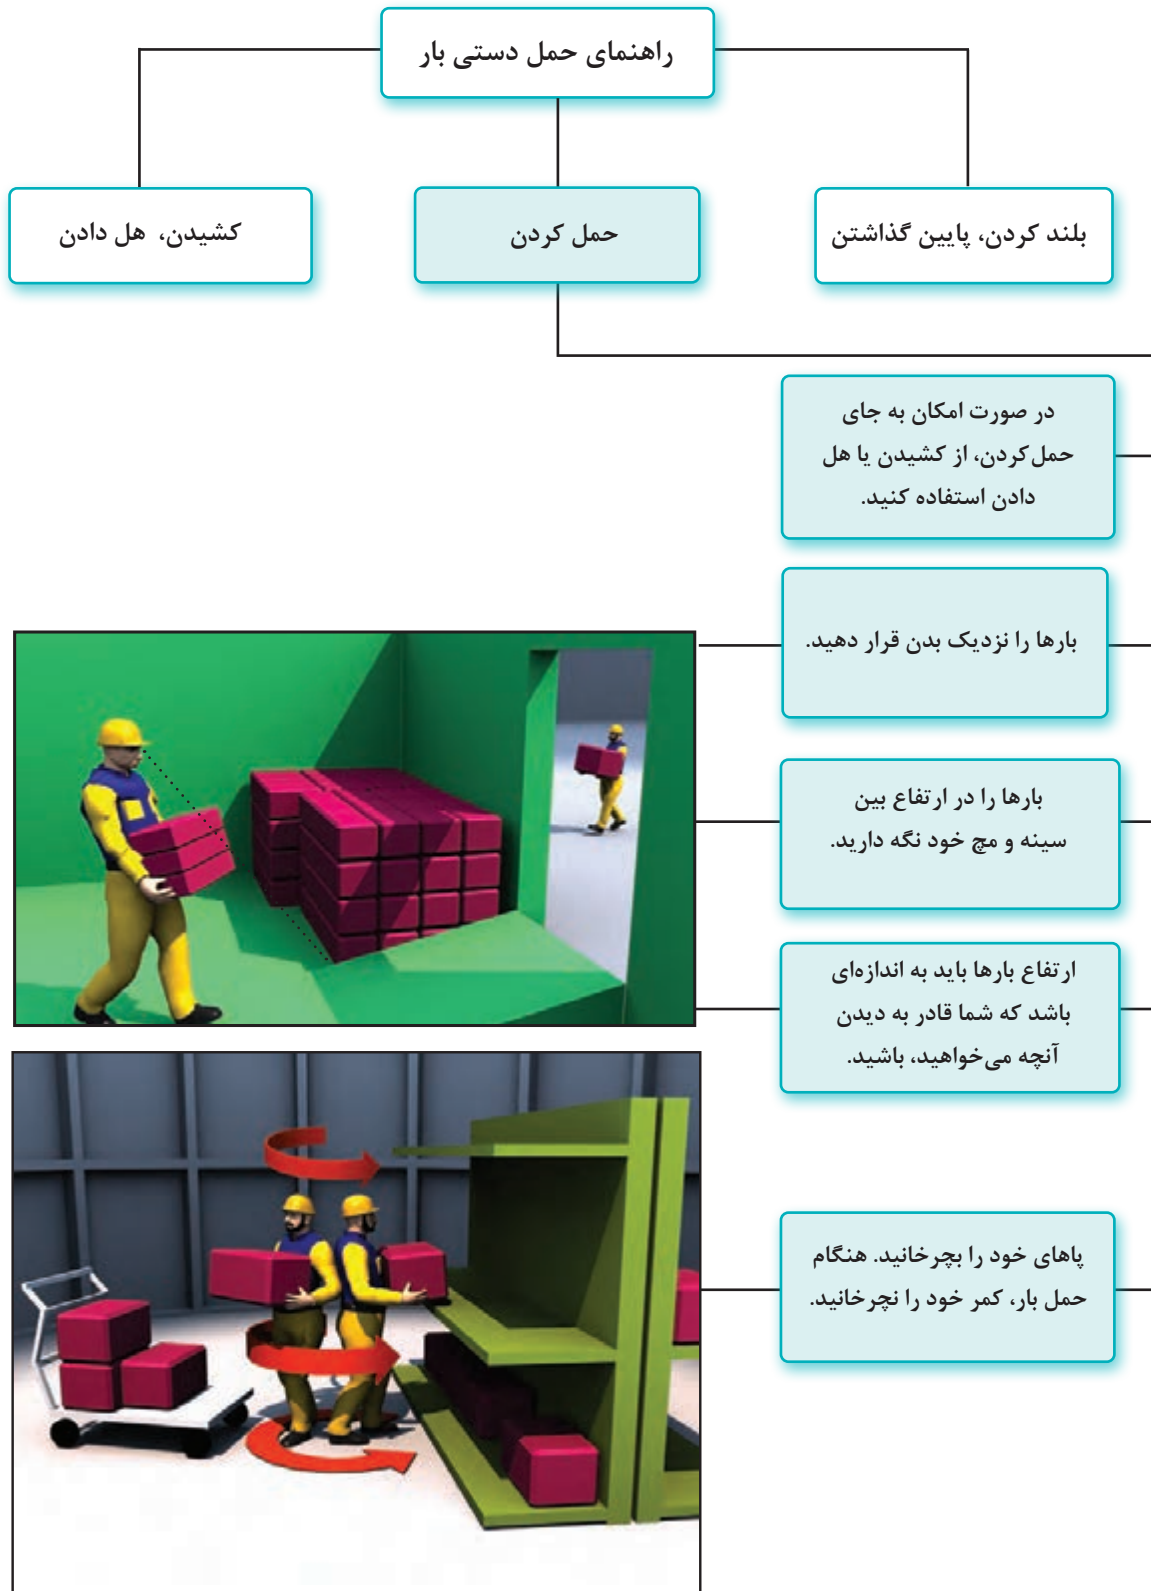 راهنمای حمل دستی بار
بلند کردن، پایین گذاشتن
حمل کردن
کشیدن، هل دادن
در صورت امکان به جای
حمل‌کردن، از کشیدن یا هل
دادن استفاده کنید.
بارها را نزدیک بدن قرار دهید.
بارها را در ارتفاع بین
سینه و مچ خود نگه دارید.
ارتفاع بارها باید به اندازه‌ای
باشد که شما قادر به دیدن
آنچه می‌خواهید، باشید.
پاهای خود را بچرخانید. هنگام
حمل بار، کمر خود را نچرخانید.